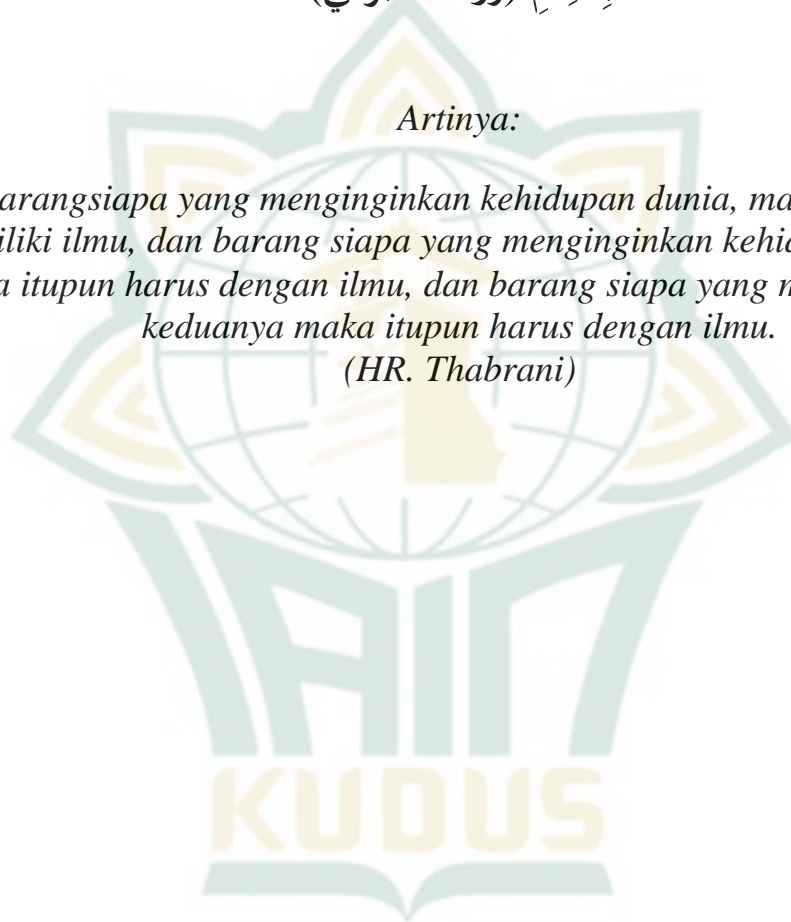 Artinya:
arangsiapa yang menginginkan kehidupan dunia, ma
iliki ilmu, dan barang siapa yang menginginkan kehid
a itupun harus dengan ilmu, dan barang siapa yang m
keduanya maka itupun harus dengan ilmu.
(HR. Thabrani)
IAIN
KUDUS